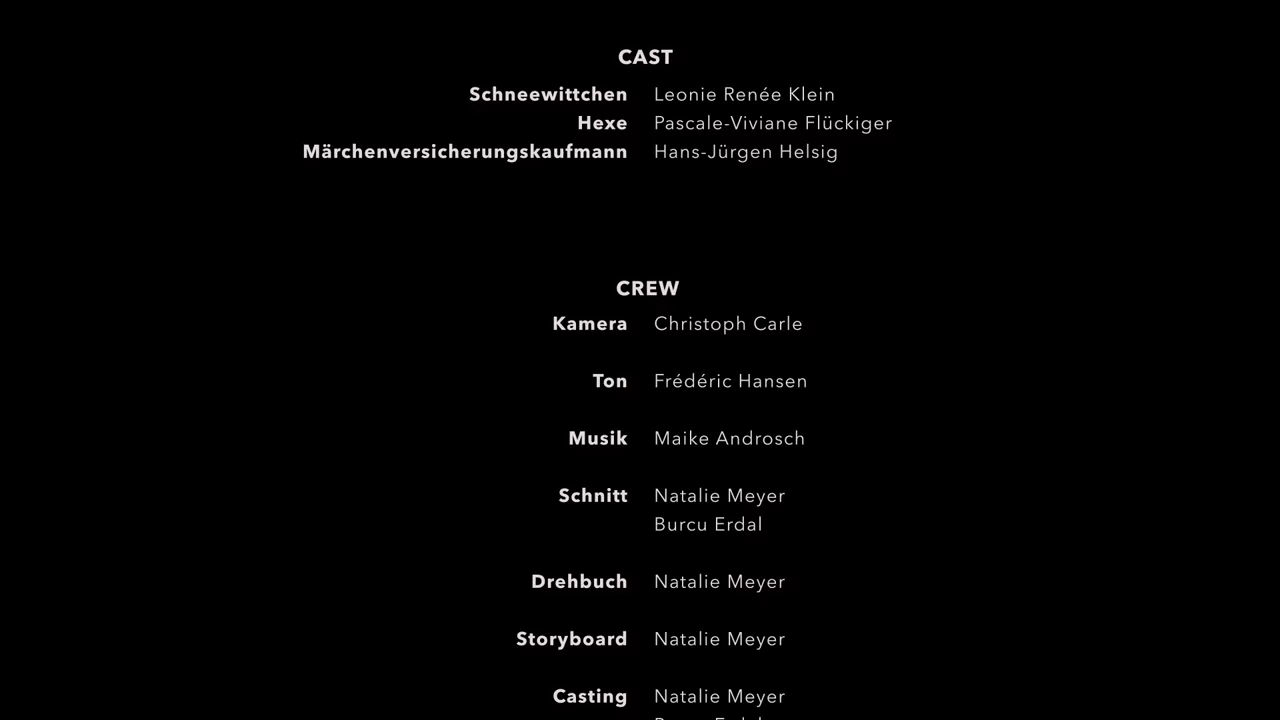 CAST
Schneewittchen Leonie Renée Klein
Hexe Pascale-Viviane Flückiger
Märchenversicherungskaufmann Hans-Jürgen Helsig
CREW
Kamera Christoph Carle
Ton Frédéric Hansen
Musik Maike Androsch
Schnitt Natalie Meyer
Burcu Erdal
Drehbuch Natalie Meyer
Storyboard Natalie Meyer
Casting Natalie Meyer